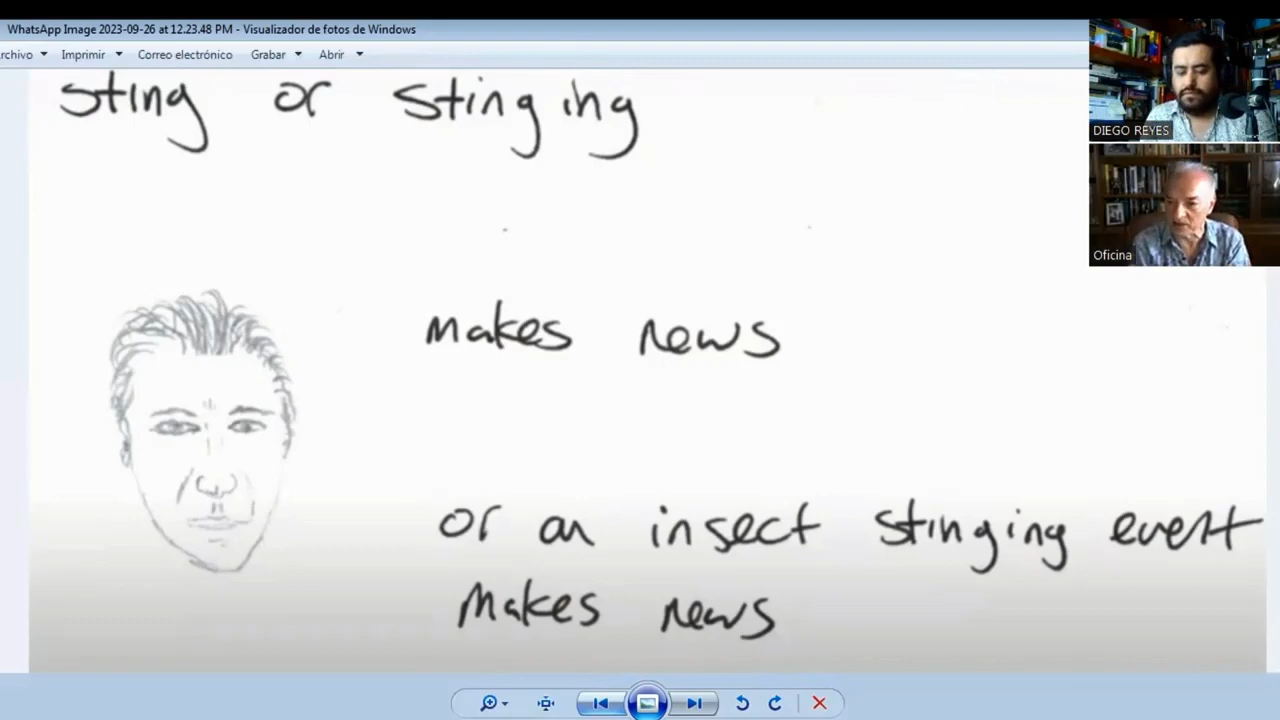 WhatsApp Image 2023-09-26 at 12.23.48 PM - Visualizador de fotos de Windows
rchivo Imprimir Correo electrónico Grabar Abrir
DIEGO REYES
Oficina
sting or stinging
makes news
or an insect stinging event
makes news